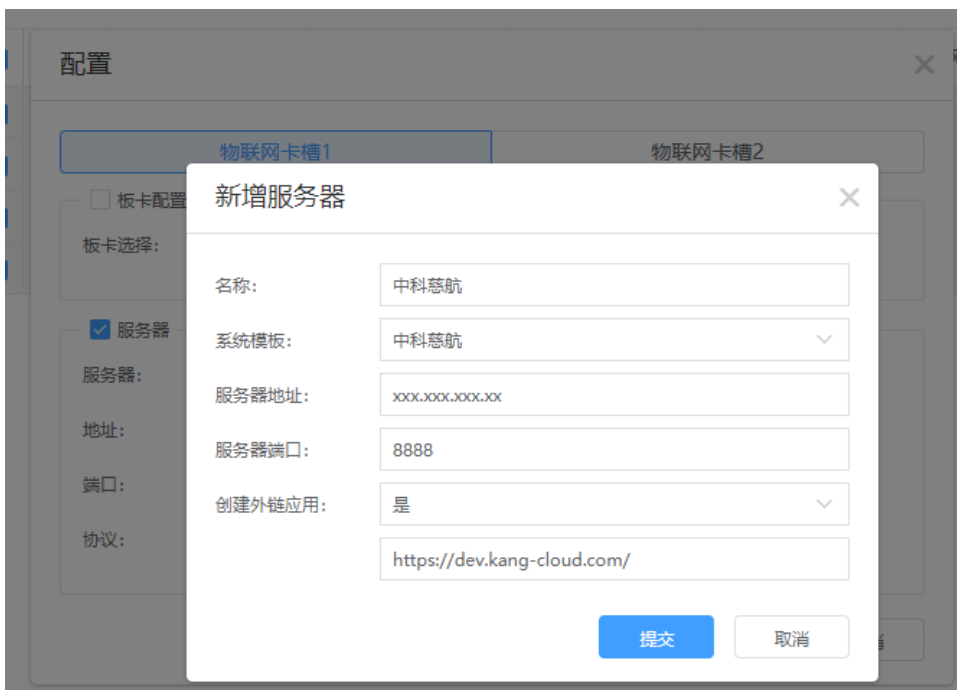 配置
物联网卡槽1
物联网卡槽2
板卡配置
新增服务器
板卡选择:
名称:
中科慈航
服务器
系统模板:
中科慈航
服务器:
服务器地址:
xxx.xxx.xxx.xx
地址:
服务器端口:
8888
端口:
创建外链应用:
是
协议:
https://dev.kang-cloud.com/
提交
取消